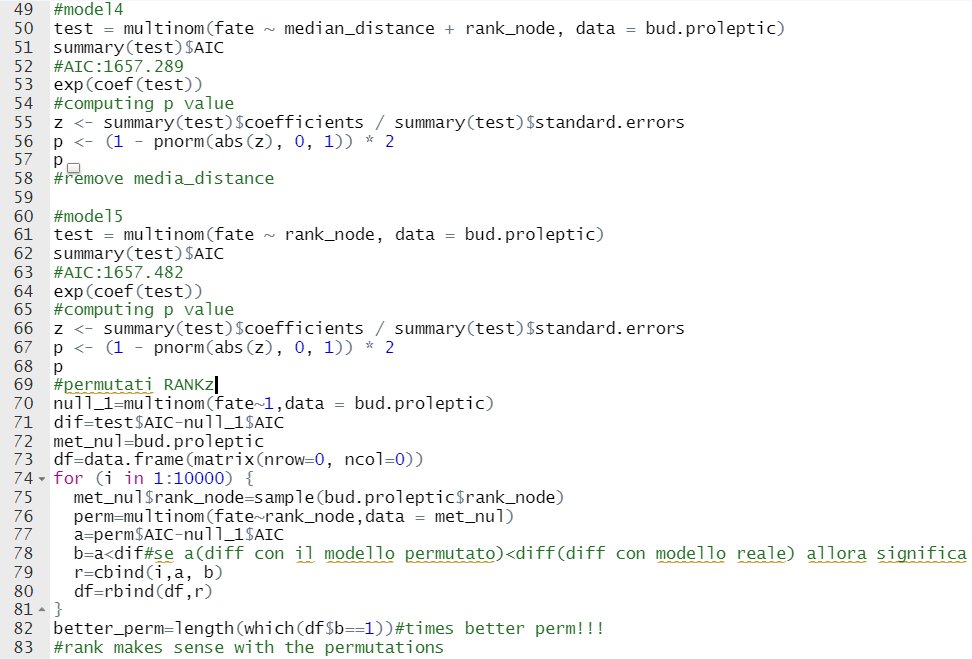 49 #model4
50 test = multinom(fate ~ median_distance + rank_node, data = bud.proleptic)
51 summary(test)$AIC
52 #AIC:1657.289
53 exp(coef(test))
54 #computing p value
55 z <- summary(test)$coefficients / summary(test)$standard.errors
56 p <- (1 - pnorm(abs(z), 0, 1)) * 2
57 p
58 #remove media_distance
59
60 #model5
61 test = multinom(fate ~ rank_node, data = bud.proleptic)
62 summary(test)$AIC
63 #AIC:1657.482
64 exp(coef(test))
65 #computing p value
66 z <- summary(test)$coefficients / summary(test)$standard.errors
67 p <- (1 - pnorm(abs(z), 0, 1)) * 2
68 p
69 #permutati RANKz
70 null_1=multinom(fate~1,data = bud.proleptic)
71 dif=test$AIC-null_1$AIC
72 met_nul=bud.proleptic
73 df=data.frame(matrix(nrow=0, ncol=0))
74 for (i in 1:10000) {
75   met_nul$rank_node=sample(bud.proleptic$rank_node)
76   perm=multinom(fate~rank_node,data = met_nul)
77   a=perm$AIC-null_1$AIC
78   b=a<dif#se a(diff con il modello permutato)<diff(diff con modello reale) allora significa
79   r=cbind(i,a, b)
80   df=rbind(df,r)
81 }
82 better_perm=length(which(df$b==1))#times better perm!!!
83 #rank makes sense with the permutations